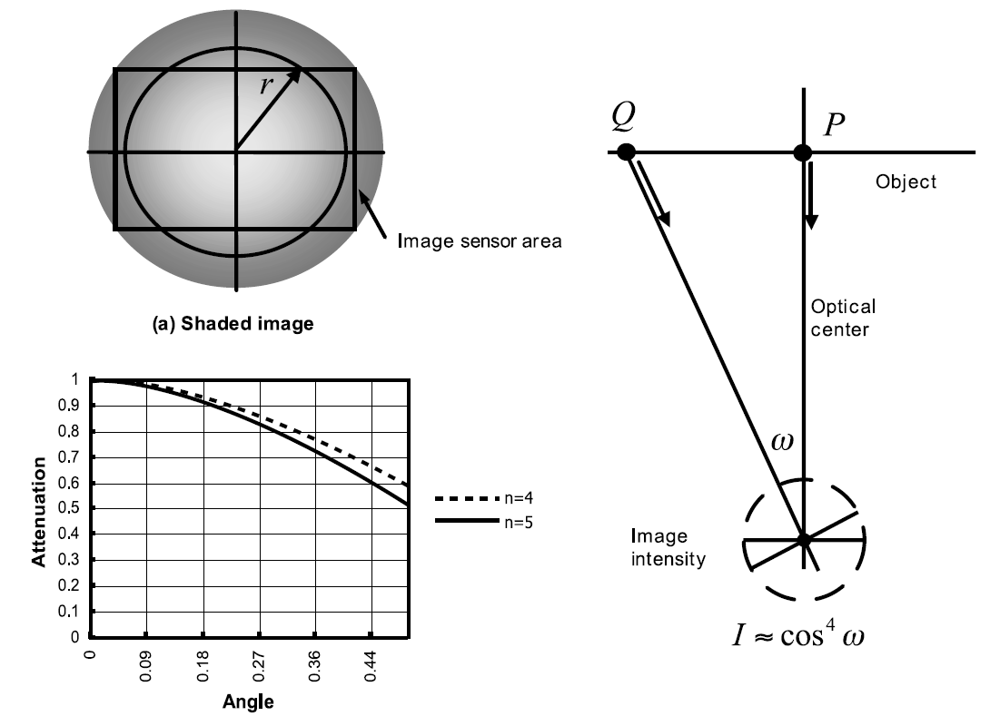 r
Image sensor area
(a) Shaded image
1
0.9
0.8
0.7
0.6
0.5
0.4
0.3
0.2
0.1
0
Attenuation
0
0.09
0.18
0.27
0.36
0.44
Angle
n=4
n=5
Q
P
Object
Optical
center
ω
Image
intensity
I ≈ cos⁴ ω